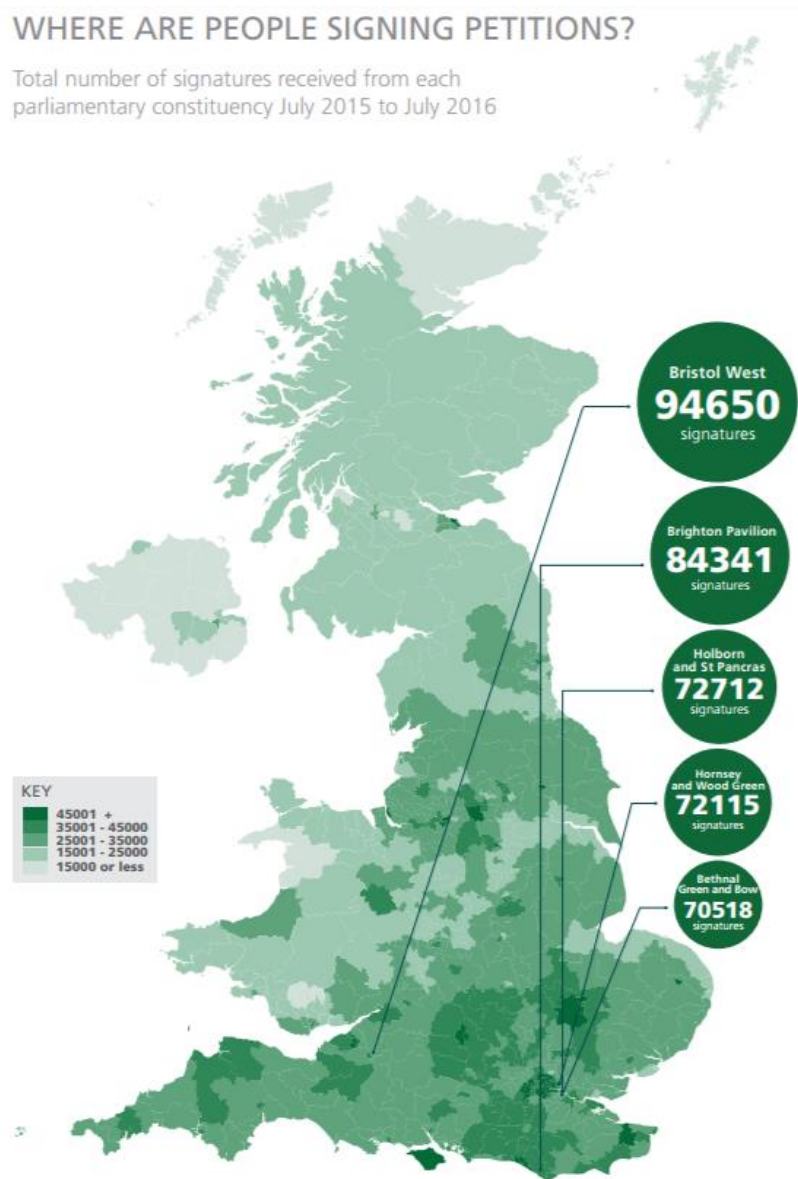 WHERE ARE PEOPLE SIGNING PETITIONS?
Total number of signatures received from each
parliamentary constituency July 2015 to July 2016
Bristol West
94650
signatures
Brighton Pavilion
84341
signatures
Holborn
and St Pancras
72712
signatures
Hornsey
and Wood Green
72115
signatures
Bethnal
Green and Bow
70518
signatures
KEY
45001 +
35001 - 45000
25001 - 35000
15001 - 25000
15000 or less